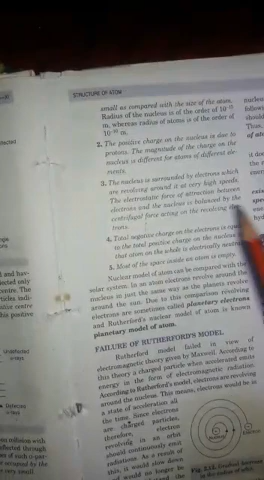 STRUCTURE OF ATOM
small as compared with the size of the atom.
Radius of the nucleus is of the order of 10⁻¹⁵
m, whereas radius of atoms is of the order of
10⁻¹⁰ m.
2. The positive charge on the nucleus is due to
protons. The magnitude of the charge on the
nucleus is different for atoms of different ele-
ments.
3. The nucleus is surrounded by electrons which
are revolving around it at very high speeds.
The electrostatic force of attraction between
electrons and the nucleus is balanced by the
centrifugal force acting on the revolving elec-
trons.
4. Total negative charge on the electrons is equal
to the total positive charge on the nucleus so
that atom on the whole is electrically neutral.
5. Most of the space inside an atom is empty.
Nuclear model of atom can be compared with the
solar system. In an atom electrons revolve around the
nucleus in just the same way as the planets revolve
around the sun. Due to this comparison revolving
electrons are sometimes called planetary electrons
and Rutherford's nuclear model of atom is known
planetary model of atom.
FAILURE OF RUTHERFORD'S MODEL
Rutherford model failed in view of
electromagnetic theory given by Maxwell. According to
this theory a charged particle when accelerated emits
energy in the form of electromagnetic radiation.
According to Rutherford's model, electrons are revolving
around the nucleus. This means, electrons would be in
a state of acceleration all
the time. Since electrons
are charged particles,
therefore, electron
revolving in an orbit
should continuously emit
radiations. As a result of
this, it would slow down
and would no longer be